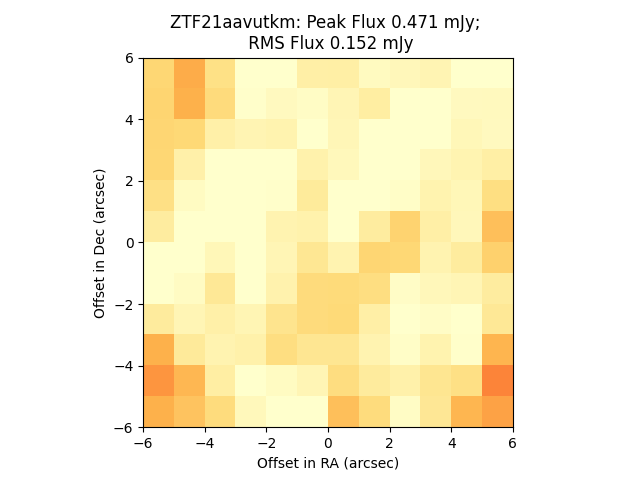 ZTF21aavutkm: Peak Flux 0.471 mJy;
RMS Flux 0.152 mJy
6
4
2
0
−2
−4
−6
Offset in Dec (arcsec)
−6 −4 −2 0 2 4 6
Offset in RA (arcsec)